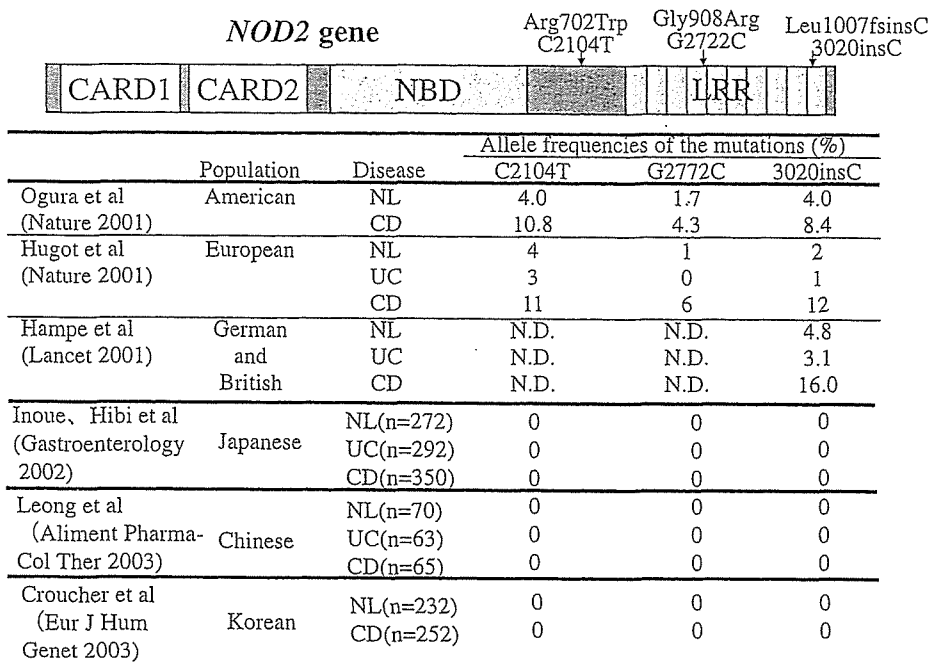 NOD2 gene
Arg702Trp
C2104T
Gly908Arg
G2722C
Leu1007fsinsC
3020insC
CARD1 CARD2 NBD LRR
Allele frequencies of the mutations (%)
Population Disease C2104T G2772C 3020insC
Ogura et al American NL 4.0 1.7 4.0
(Nature 2001) CD 10.8 4.3 8.4
Hugot et al European NL 4 1 2
(Nature 2001) UC 3 0 1
CD 11 6 12
Hampe et al German NL N.D. N.D. 4.8
(Lancet 2001) and UC N.D. N.D. 3.1
British CD N.D. N.D. 16.0
Inoue、Hibi et al NL(n=272) 0 0 0
(Gastroenterology Japanese UC(n=292) 0 0 0
2002) CD(n=350) 0 0 0
Leong et al NL(n=70) 0 0 0
（Aliment Pharma- Chinese UC(n=63) 0 0 0
Col Ther 2003) CD(n=65) 0 0 0
Croucher et al NL(n=232) 0 0 0
（Eur J Hum Korean CD(n=252) 0 0 0
Genet 2003)